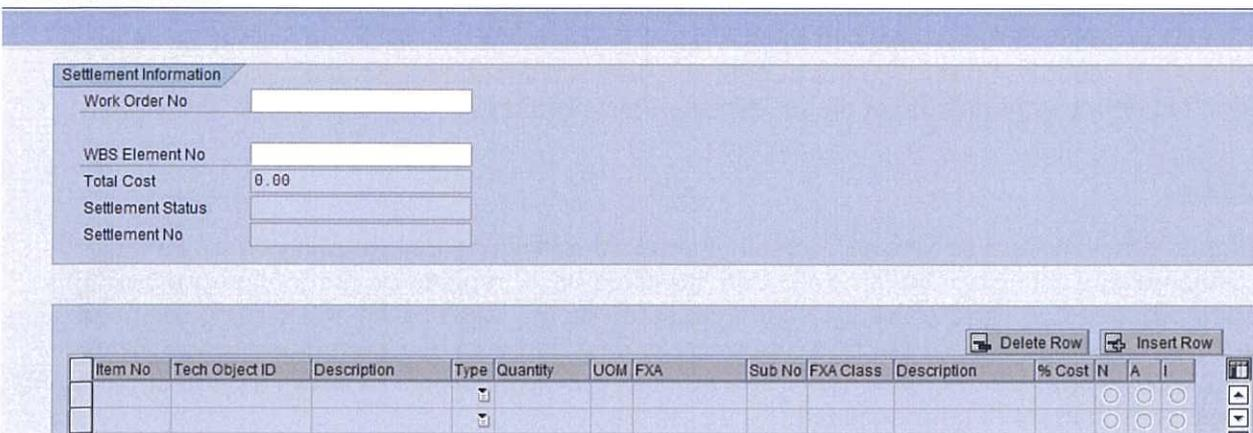 Settlement Information
Work Order No
WBS Element No
Total Cost 0.00
Settlement Status
Settlement No
Delete Row Insert Row
Item No Tech Object ID Description Type Quantity UOM FXA Sub No FXA Class Description % Cost N A I